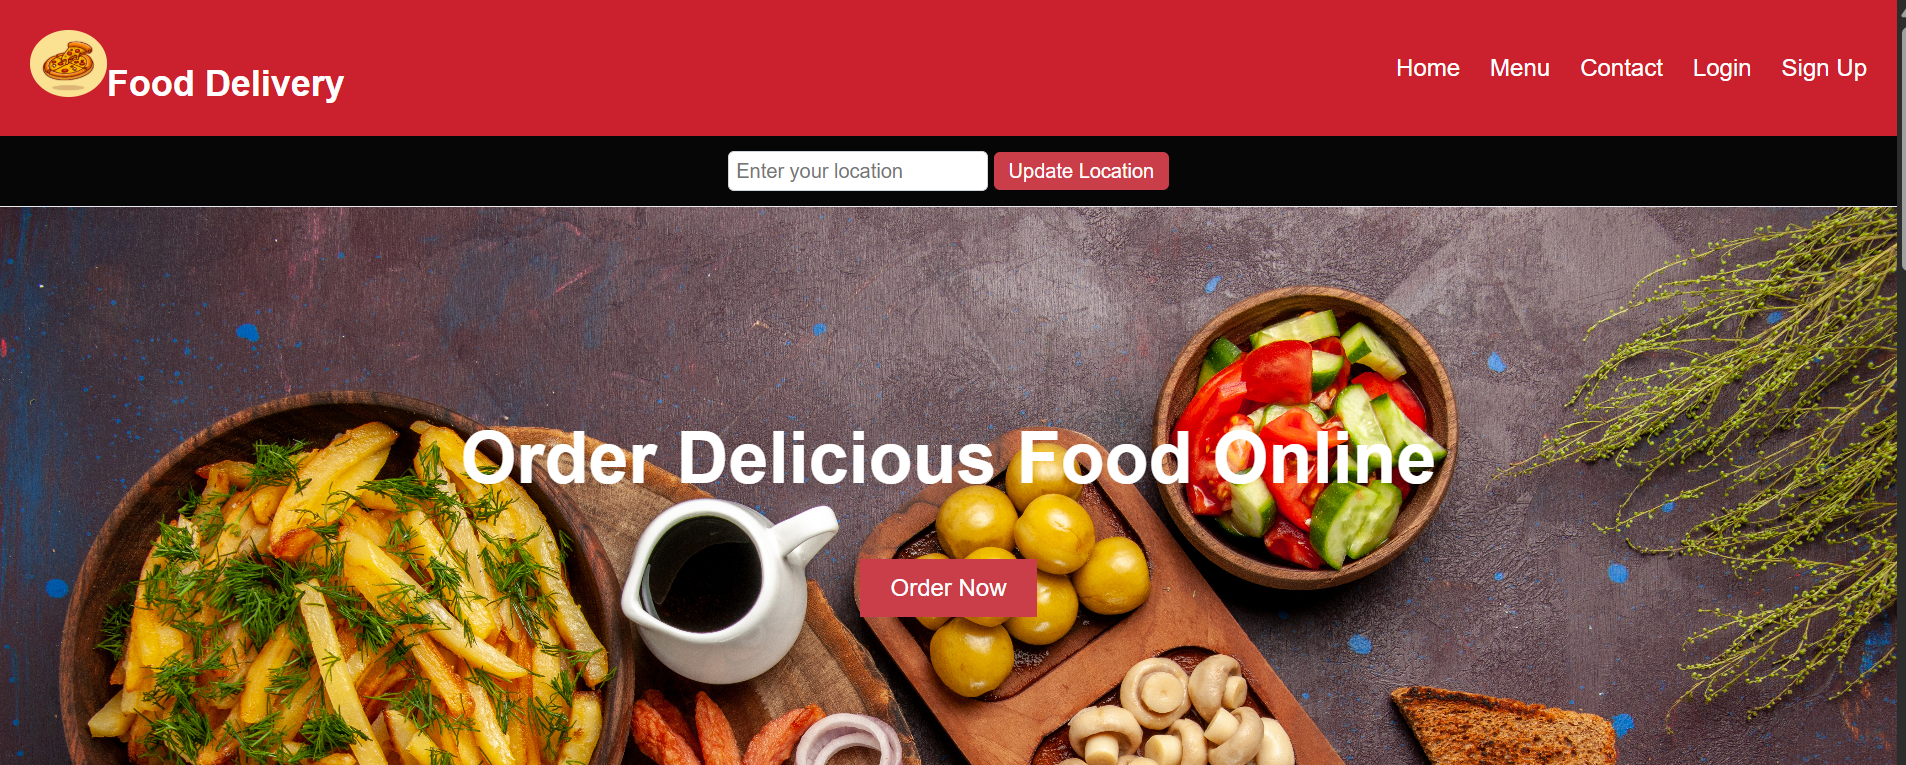 Food Delivery
Home Menu Contact Login Sign Up
Enter your location Update Location
Order Delicious Food Online
Order Now